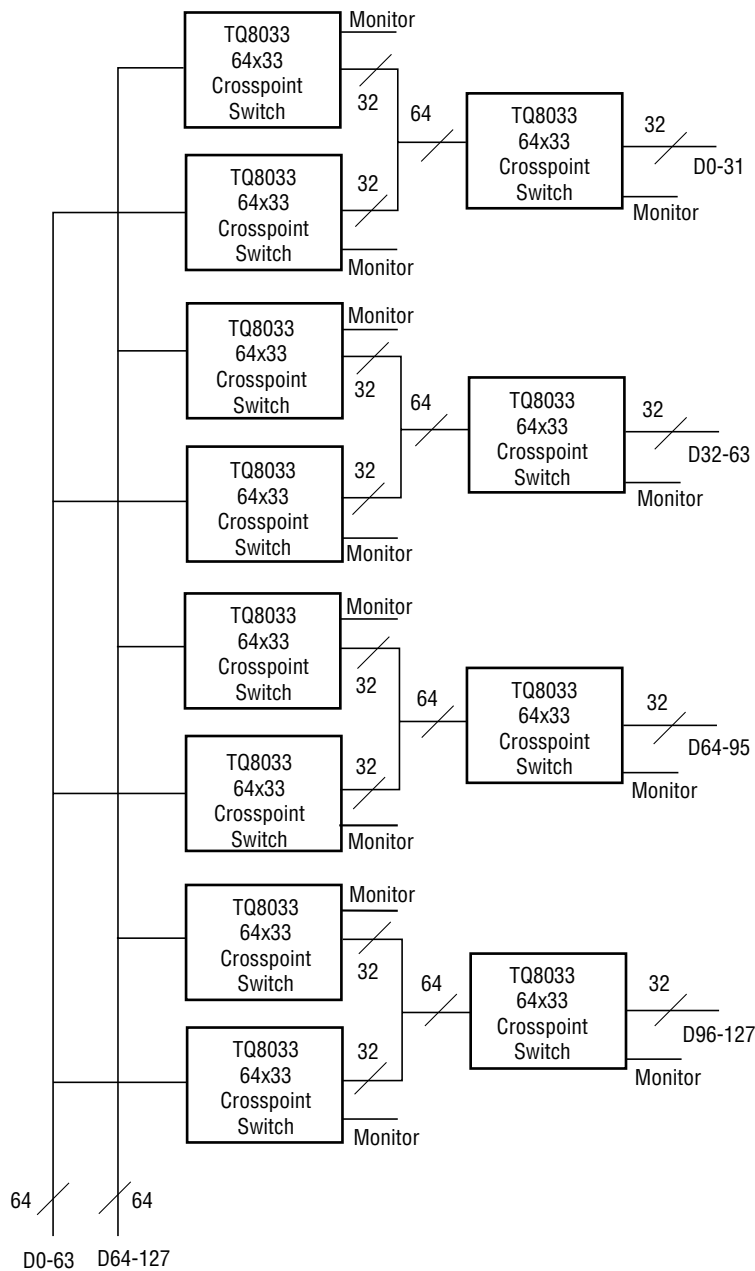 Monitor
TQ8033
64x33
Crosspoint
Switch
32
64
TQ8033
64x33
Crosspoint
Switch
32
D0-31
Monitor
TQ8033
64x33
Crosspoint
Switch
32
Monitor
Monitor
TQ8033
64x33
Crosspoint
Switch
32
64
TQ8033
64x33
Crosspoint
Switch
32
D32-63
Monitor
TQ8033
64x33
Crosspoint
Switch
32
Monitor
Monitor
TQ8033
64x33
Crosspoint
Switch
32
64
TQ8033
64x33
Crosspoint
Switch
32
D64-95
Monitor
TQ8033
64x33
Crosspoint
Switch
32
Monitor
Monitor
TQ8033
64x33
Crosspoint
Switch
32
64
TQ8033
64x33
Crosspoint
Switch
32
D96-127
Monitor
TQ8033
64x33
Crosspoint
Switch
32
Monitor
64
64
D0-63
D64-127